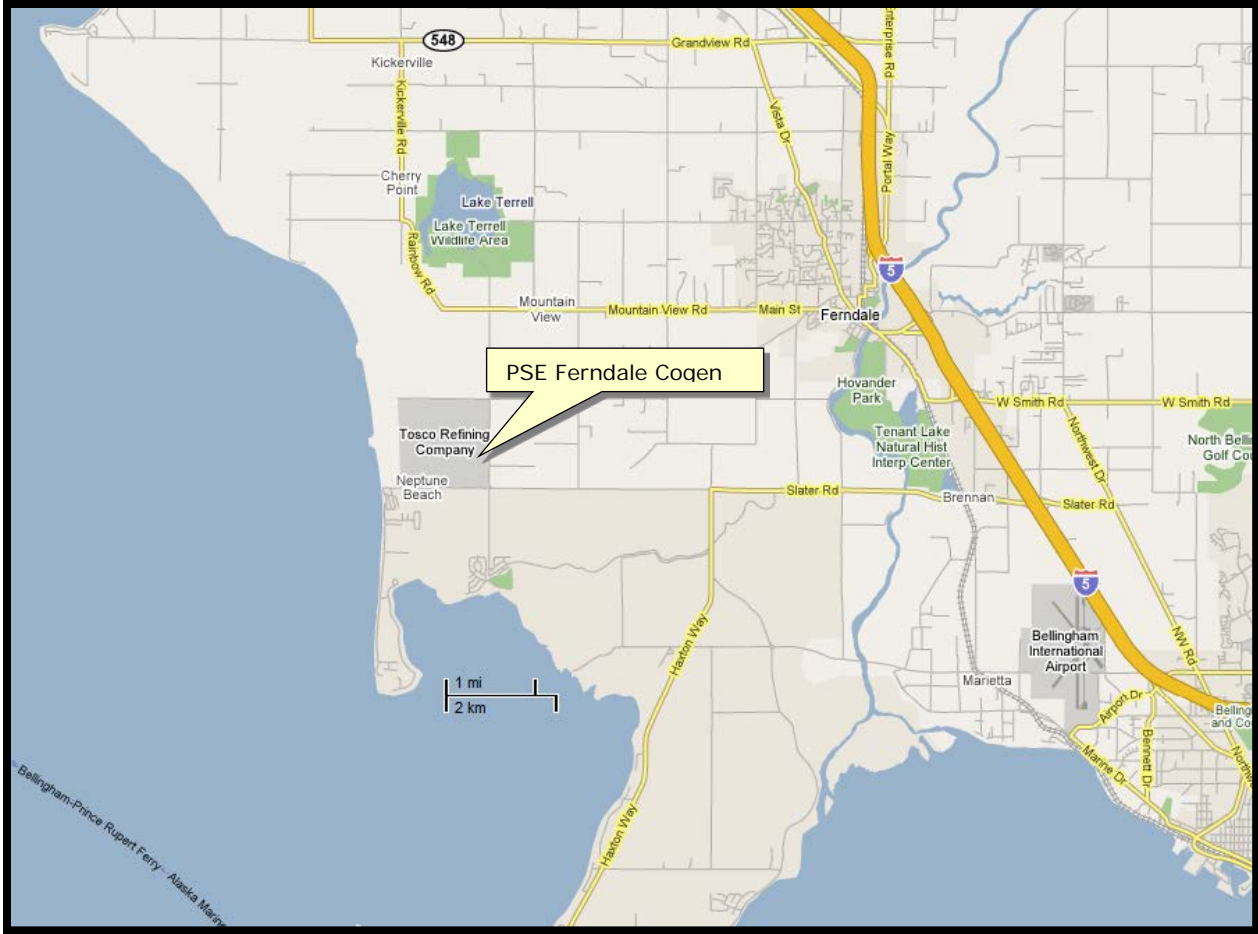 548
Grandview Rd
Enterprise Rd
Kickerville
Kickerville Rd
Vista Dr
Portal Way
Cherry
Point
Lake Terrell
Lake Terrell
Wildlife Area
Rainbow Rd
5
Mountain
View
Mountain View Rd
Main St
Ferndale
PSE Ferndale Cogen
Hovander
Park
W Smith Rd
W Smith Rd
Tosco Refining
Company
Tenant Lake
Natural Hist
Interp Center
Northwest Dr
North Bell
Golf Cou
Neptune
Beach
Slater Rd
Brennan
Slater Rd
5
Bellingham
International
Airport
NW Rd
Haxton Way
Marietta
1 mi
2 km
Airport Dr
Belling
and Co
Bennett Dr
Marine Dr
Northw
Haxton Way
Bellingham-Prince Rupert Ferry - Alaska Marine